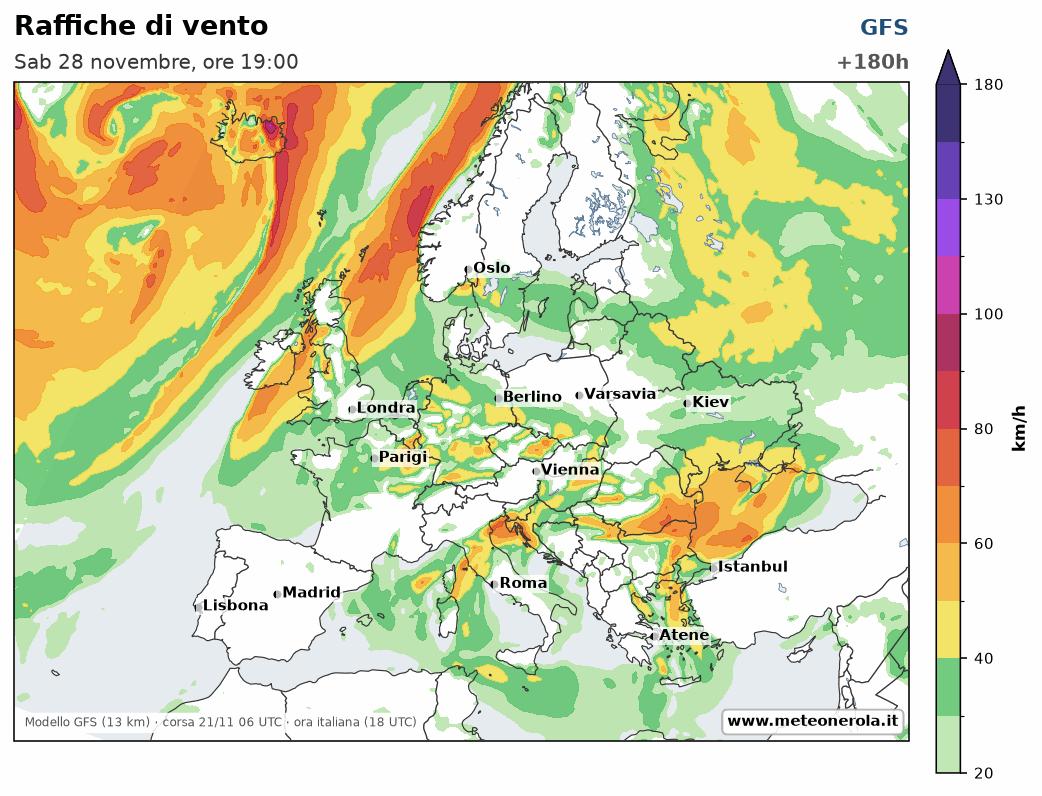 Raffiche di vento
GFS
Sab 28 novembre, ore 19:00
+180h
180
130
100
80
60
40
20
km/h
Oslo
Berlino
Varsavia
Kiev
Londra
Parigi
Vienna
Istanbul
Roma
Madrid
Lisbona
Atene
Modello GFS (13 km) · corsa 21/11 06 UTC · ora italiana (18 UTC)
www.meteonerola.it